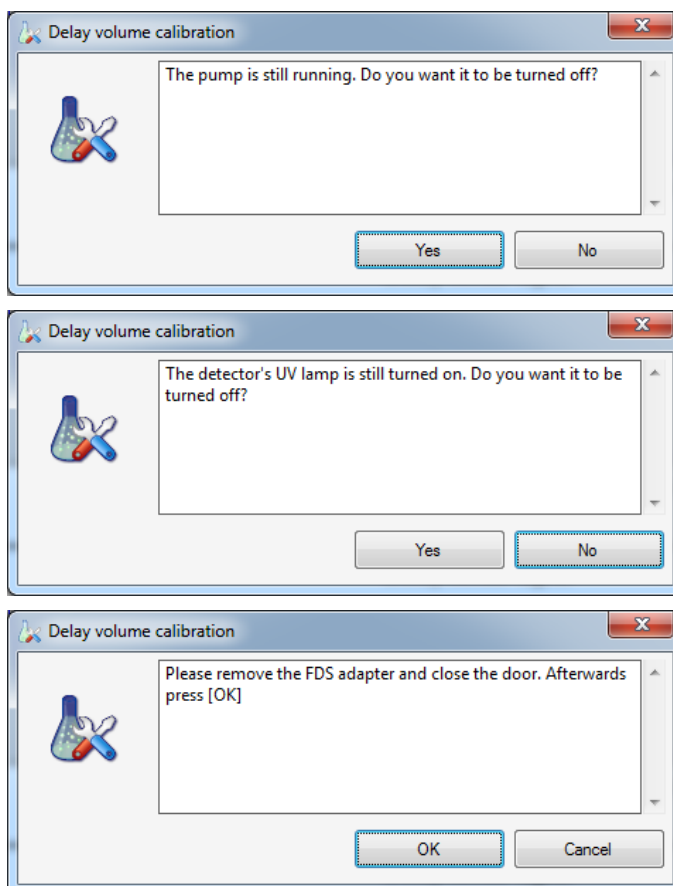 Delay volume calibration
The pump is still running. Do you want it to be turned off?
Yes
No
Delay volume calibration
The detector's UV lamp is still turned on. Do you want it to be
turned off?
Yes
No
Delay volume calibration
Please remove the FDS adapter and close the door. Afterwards
press [OK]
OK
Cancel